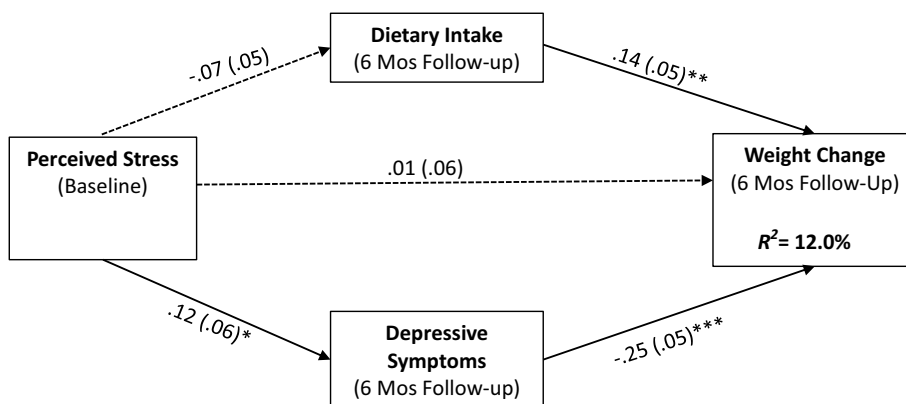 Dietary Intake
(6 Mos Follow-up)
-.07 (.05)
.14 (.05)**
Perceived Stress
(Baseline)
.01 (.06)
Weight Change
(6 Mos Follow-Up)
R²= 12.0%
.12 (.06)*
Depressive
Symptoms
(6 Mos Follow-up)
-.25 (.05)***